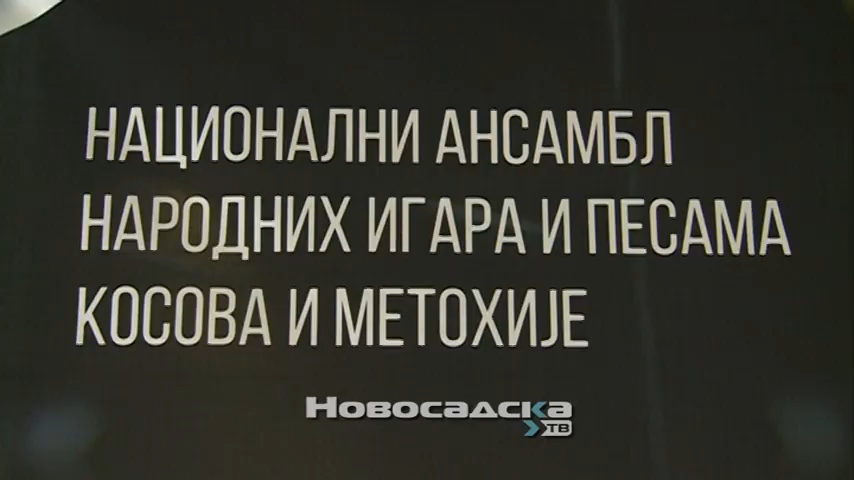 НАЦИОНАЛНИ АНСАМБЛ
НАРОДНИХ ИГАРА И ПЕСАМА
КОСОВА И МЕТОХИЈЕ
НОВОСАДСКА
ТВ